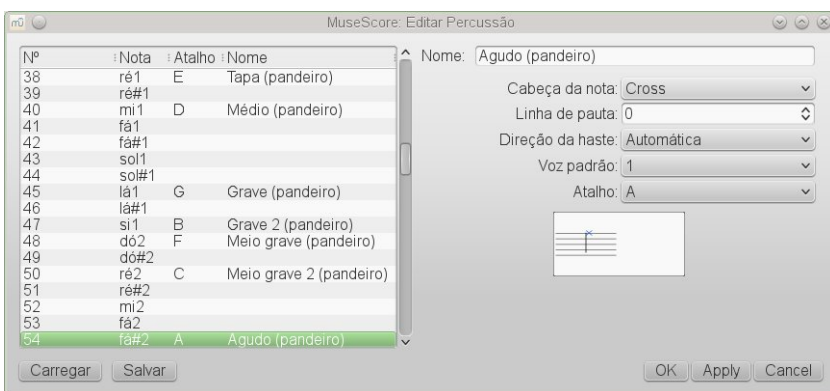 mū MuseScore: Editar Percussão
Nº Nota Atalho Nome
38 ré1 E Tapa (pandeiro)
39 ré#1
40 mi1 D Médio (pandeiro)
41 fá1
42 fá#1
43 sol1
44 sol#1
45 lá1 G Grave (pandeiro)
46 lá#1
47 si1 B Grave 2 (pandeiro)
48 dó2 F Meio grave (pandeiro)
49 dó#2
50 ré2 C Meio grave 2 (pandeiro)
51 ré#2
52 mi2
53 fá2
54 fá#2 A Agudo (pandeiro)
Nome: Agudo (pandeiro)
Cabeça da nota: Cross
Linha de pauta: 0
Direção da haste: Automática
Voz padrão: 1
Atalho: A
Carregar Salvar OK Apply Cancel